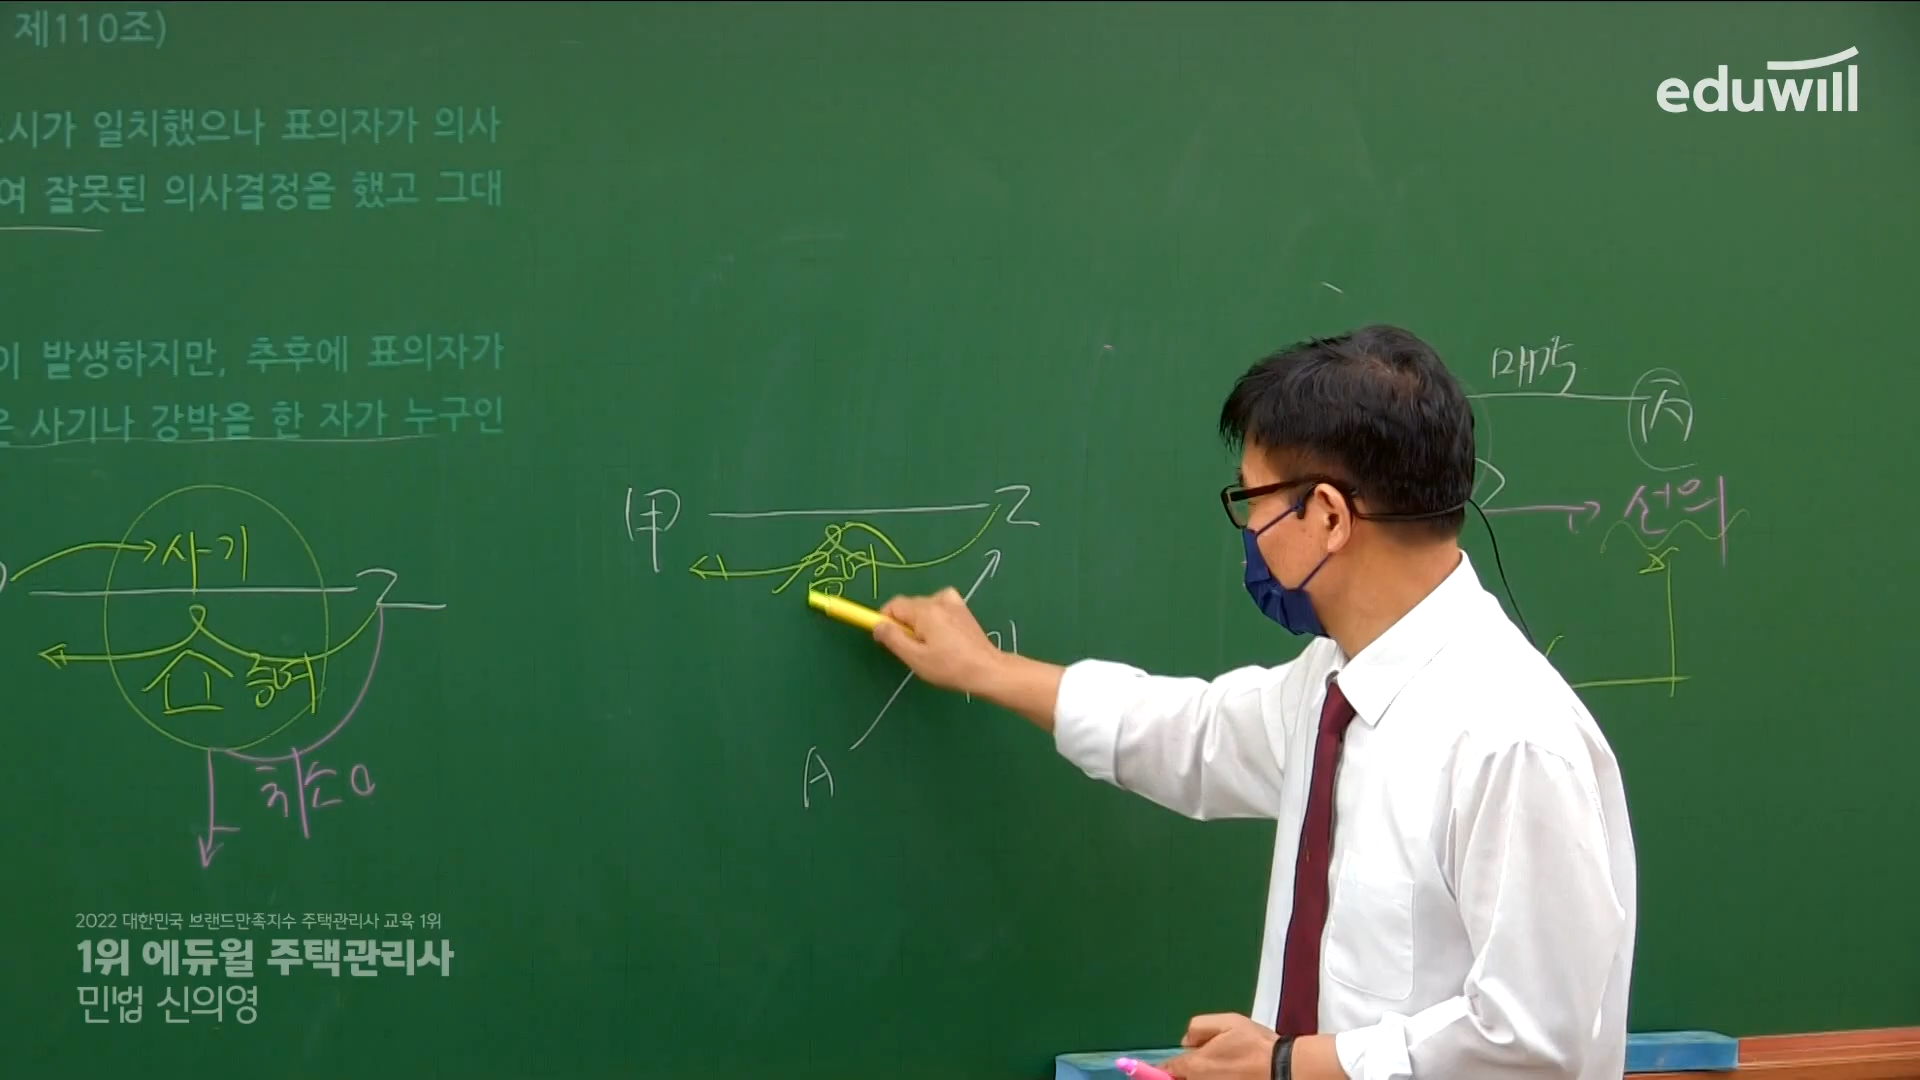 제110조)
시가 일치했으나 표의자가 의사
여 잘못된 의사결정을 했고 그대
이 발생하지만, 추후에 표의자가
은 사기나 강박을 한 자가 누구인
eduwill
매각
丙
선의
甲
乙
증여
A
사기
乙
증여
취소
2022 대한민국 브랜드만족지수 주택관리사 교육 1위
1위 에듀윌 주택관리사
민법 신의영